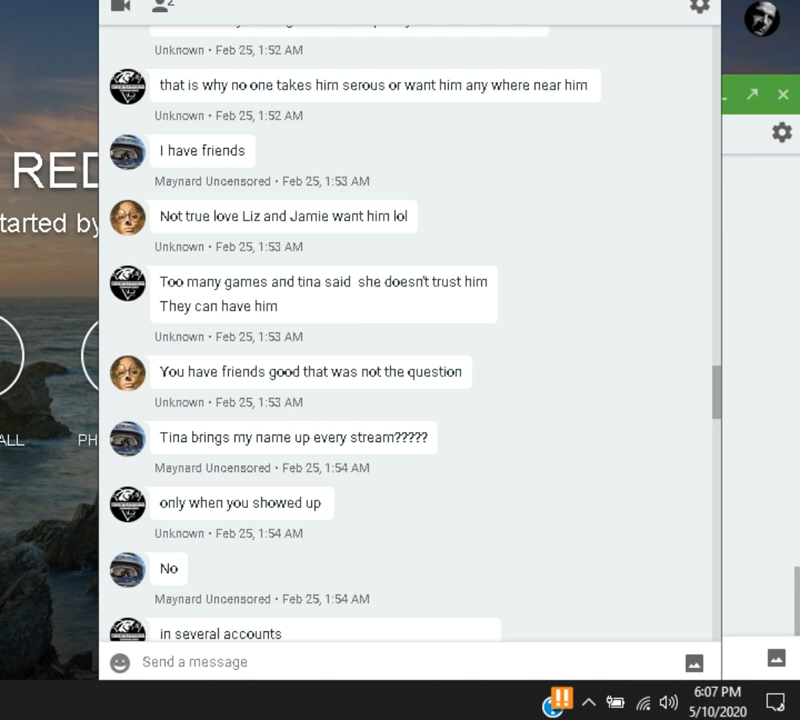 2
Unknown • Feb 25, 1:52 AM
that is why no one takes him serous or want him any where near him
Unknown • Feb 25, 1:52 AM
I have friends
Maynard Uncensored • Feb 25, 1:53 AM
Not true love Liz and Jamie want him lol
Unknown • Feb 25, 1:53 AM
Too many games and tina said she doesn't trust him
They can have him
Unknown • Feb 25, 1:53 AM
You have friends good that was not the question
Unknown • Feb 25, 1:53 AM
Tina brings my name up every stream?????
Maynard Uncensored • Feb 25, 1:54 AM
only when you showed up
Unknown • Feb 25, 1:54 AM
No
Maynard Uncensored • Feb 25, 1:54 AM
in several accounts
Send a message
RED
tarted by
ALL
PH
6:07 PM
5/10/2020